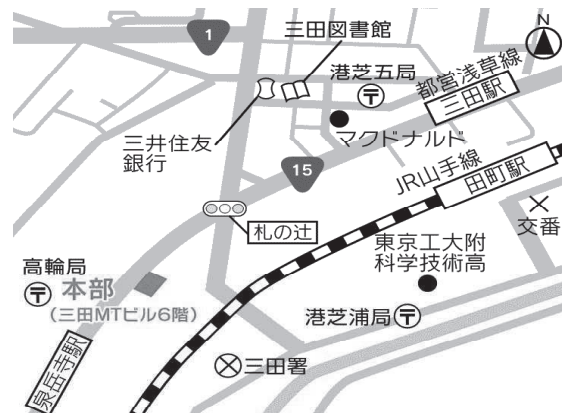 1
三田図書館
N
港芝五局
都営浅草線
三田駅
三井住友
銀行
マクドナルド
15
JR山手線
田町駅
交番
札の辻
東京工大附
科学技術高
高輪局
本部
(三田MTビル6階)
港芝浦局
泉岳寺駅
三田署